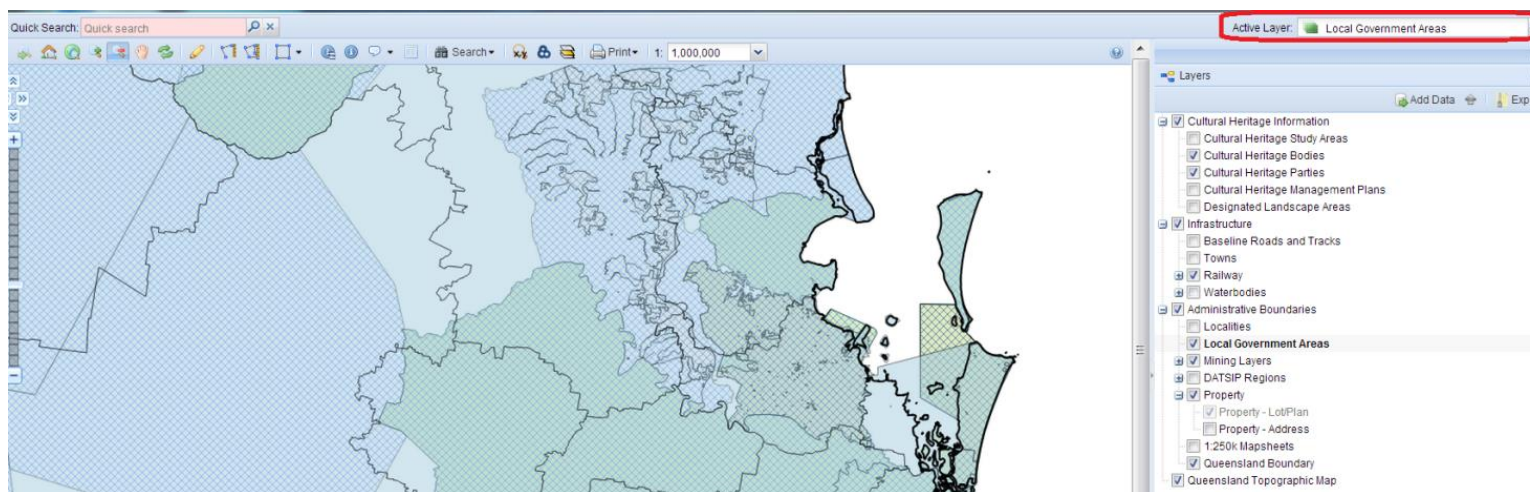 Quick Search: Quick search
Active Layer: Local Government Areas
Search Print 1: 1,000,000
Layers
Add Data Exp
Cultural Heritage Information
Cultural Heritage Study Areas
Cultural Heritage Bodies
Cultural Heritage Parties
Cultural Heritage Management Plans
Designated Landscape Areas
Infrastructure
Baseline Roads and Tracks
Towns
Railway
Waterbodies
Administrative Boundaries
Localities
Local Government Areas
Mining Layers
DATSIP Regions
Property
Property - Lot/Plan
Property - Address
1:250k Mapsheets
Queensland Boundary
Queensland Topographic Map